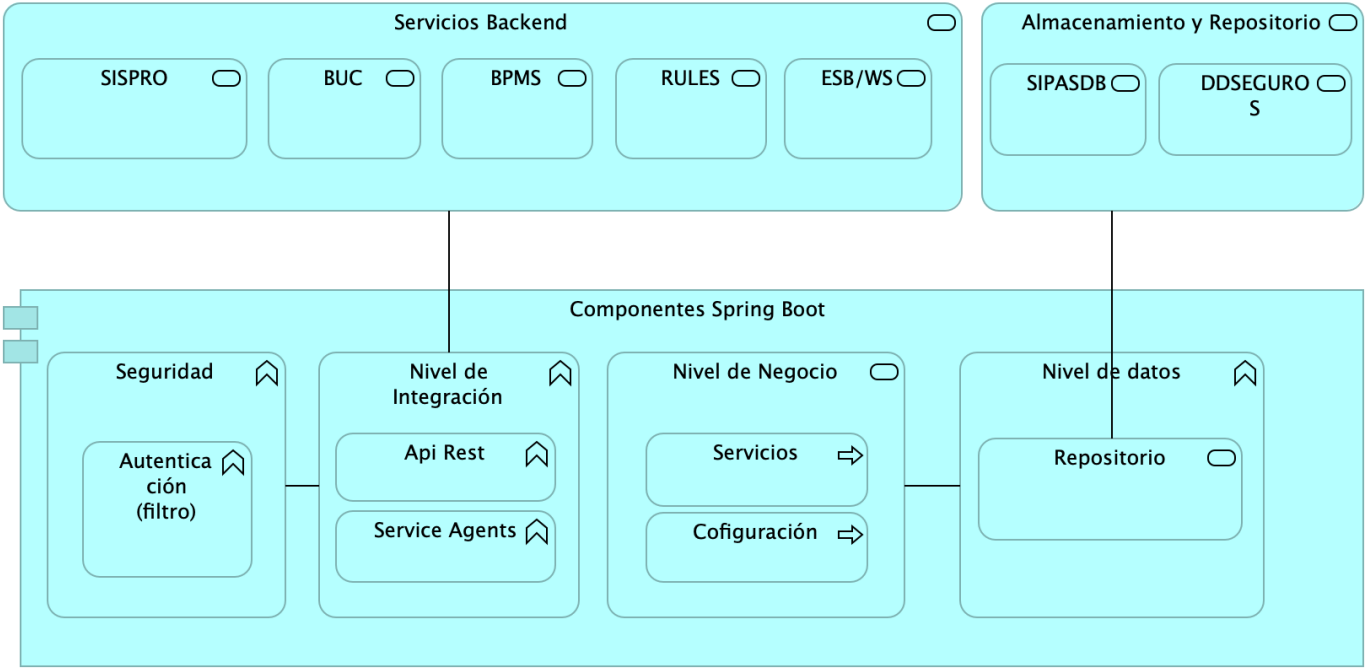 Servicios Backend
SISPRO
BUC
BPMS
RULES
ESB/WS
Almacenamiento y Repositorio
SIPASDB
DDSEGURO
S
Componentes Spring Boot
Seguridad
Autentica
ción
(filtro)
Nivel de
Integración
Api Rest
Service Agents
Nivel de Negocio
Servicios
Cofiguración
Nivel de datos
Repositorio